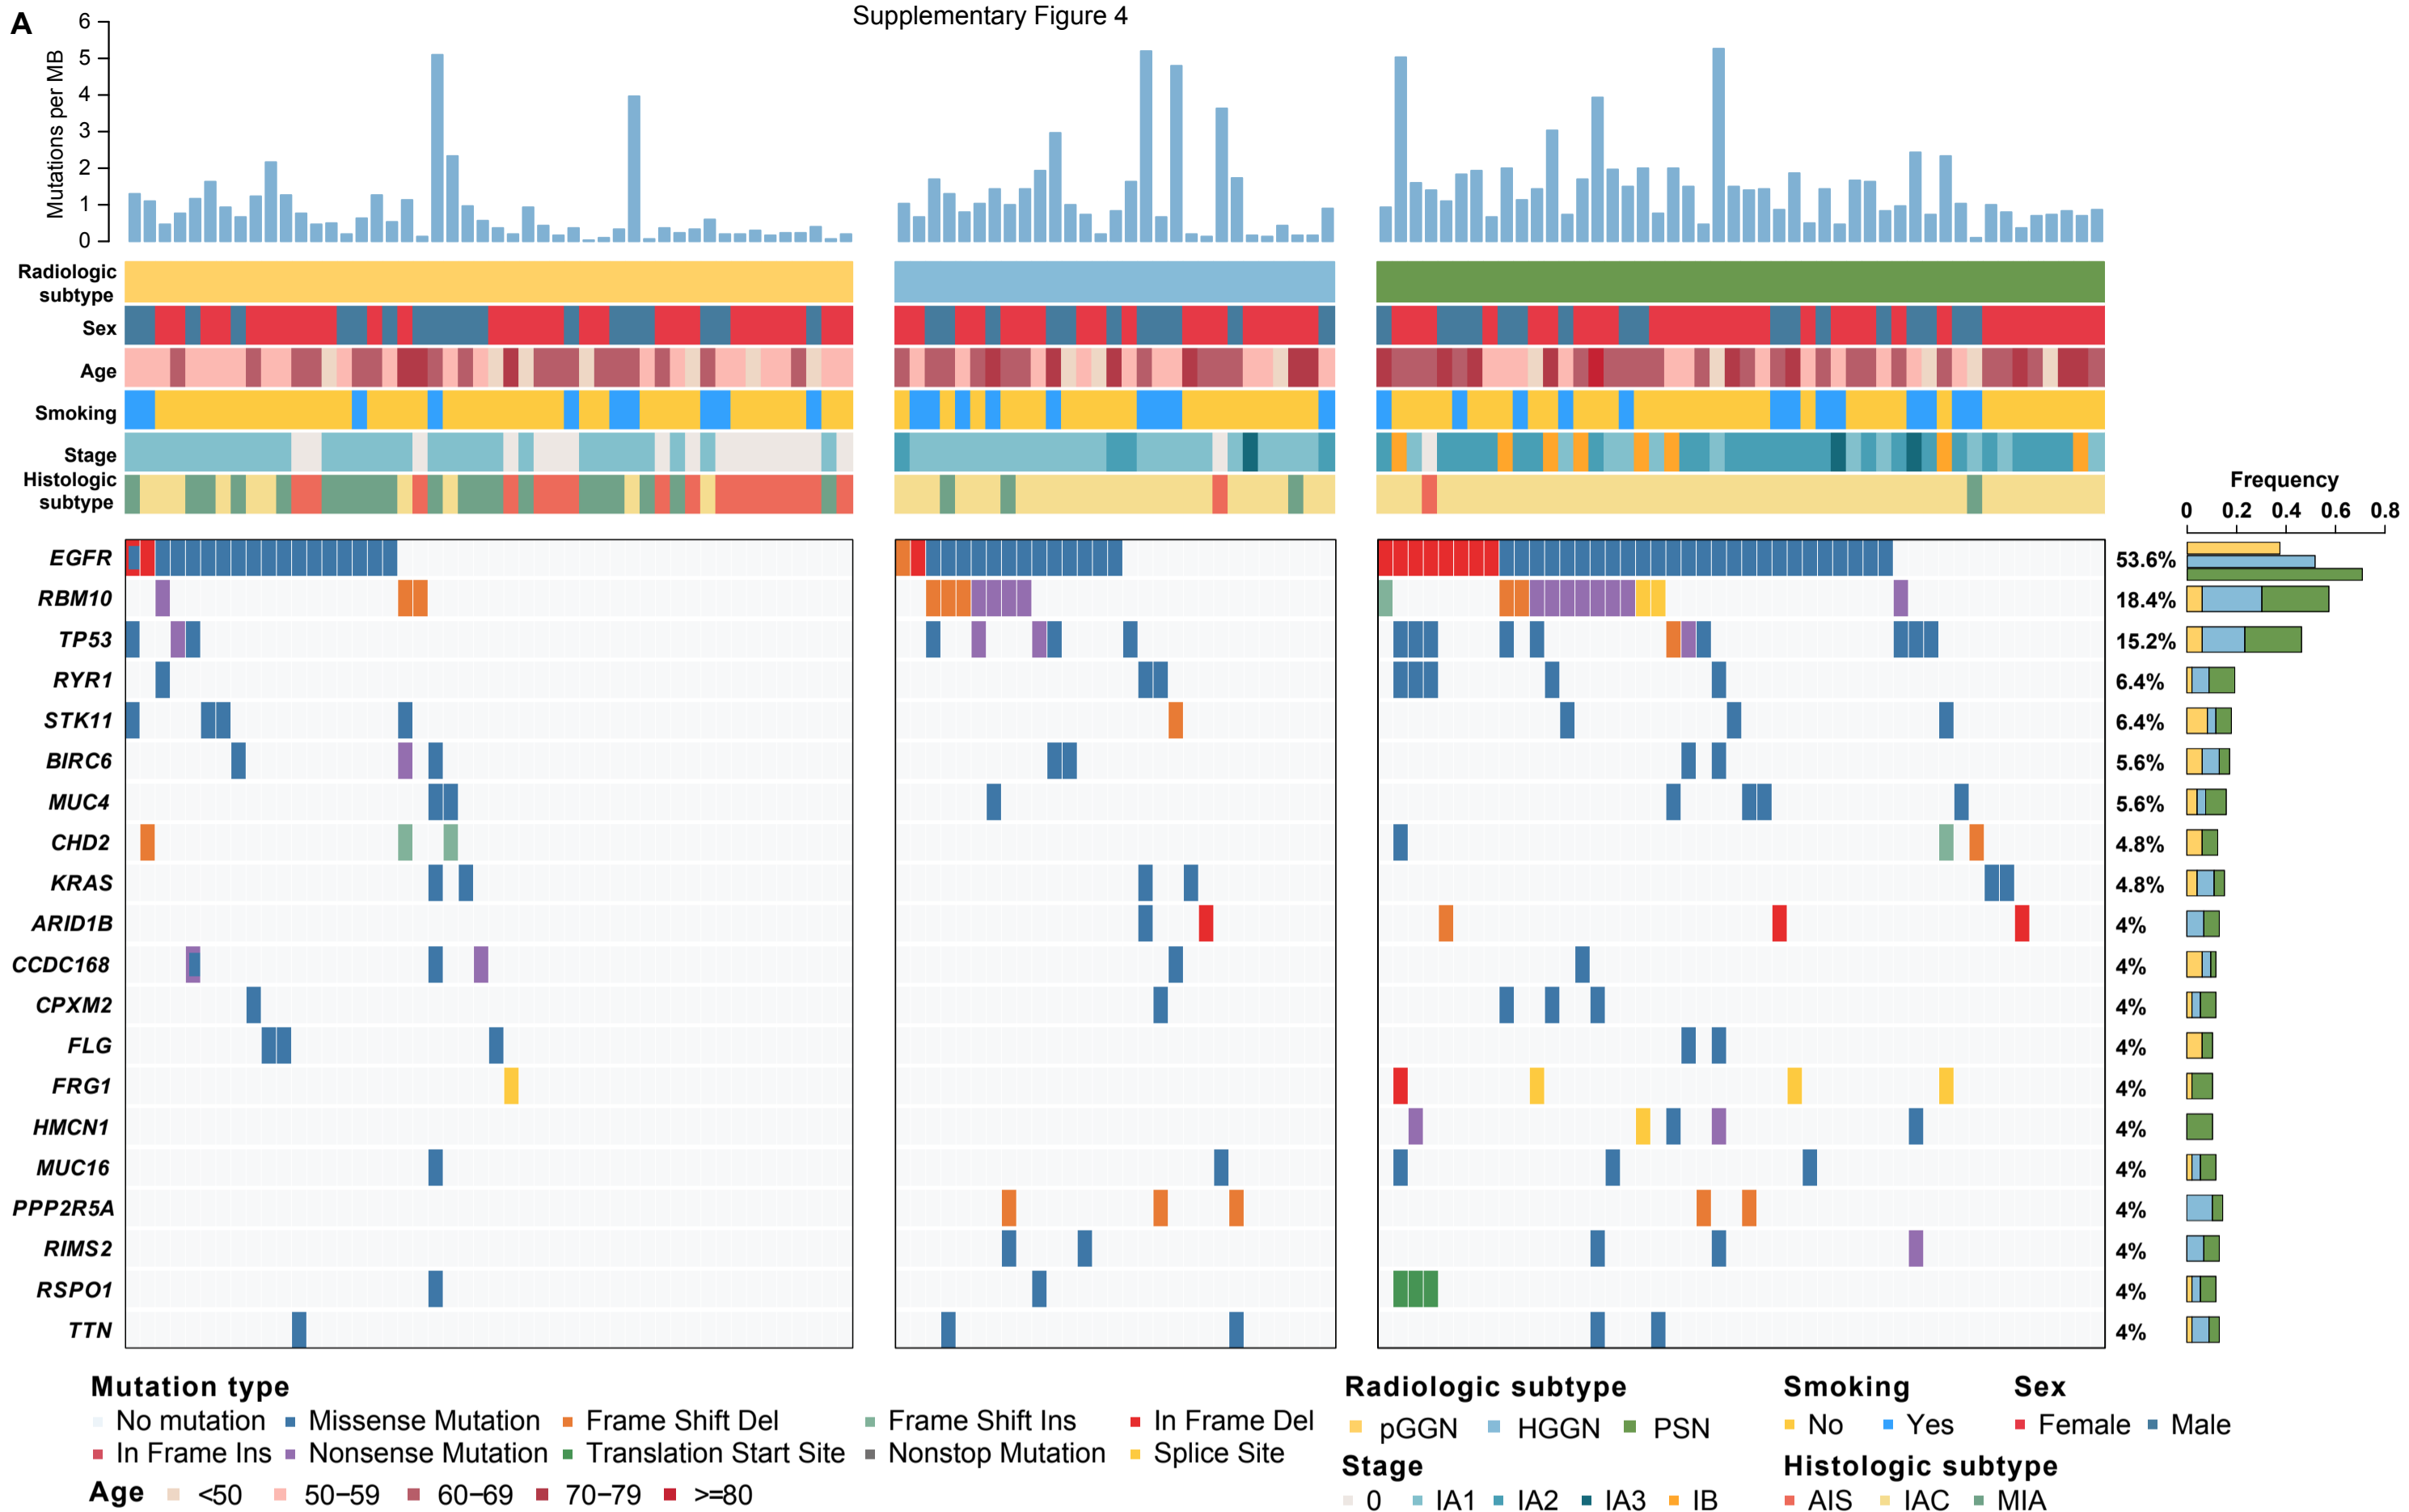 Supplementary Figure 4
A
Mutations per MB
6
5
4
3
2
1
0
Radiologic
subtype
Sex
Age
Smoking
Stage
Histologic
subtype
Frequency
0 0.2 0.4 0.6 0.8
EGFR 53.6%
RBM10 18.4%
TP53 15.2%
RYR1 6.4%
STK11 6.4%
BIRC6 5.6%
MUC4 5.6%
CHD2 4.8%
KRAS 4.8%
ARID1B 4%
CCDC168 4%
CPXM2 4%
FLG 4%
FRG1 4%
HMCN1 4%
MUC16 4%
PPP2R5A 4%
RIMS2 4%
RSPO1 4%
TTN 4%
Mutation type
No mutation Missense Mutation Frame Shift Del Frame Shift Ins In Frame Del
In Frame Ins Nonsense Mutation Translation Start Site Nonstop Mutation Splice Site
Age <50 50−59 60−69 70−79 >=80
Radiologic subtype
pGGN HGGN PSN
Smoking
No Yes
Sex
Female Male
Stage
0 IA1 IA2 IA3 IB
Histologic subtype
AIS IAC MIA